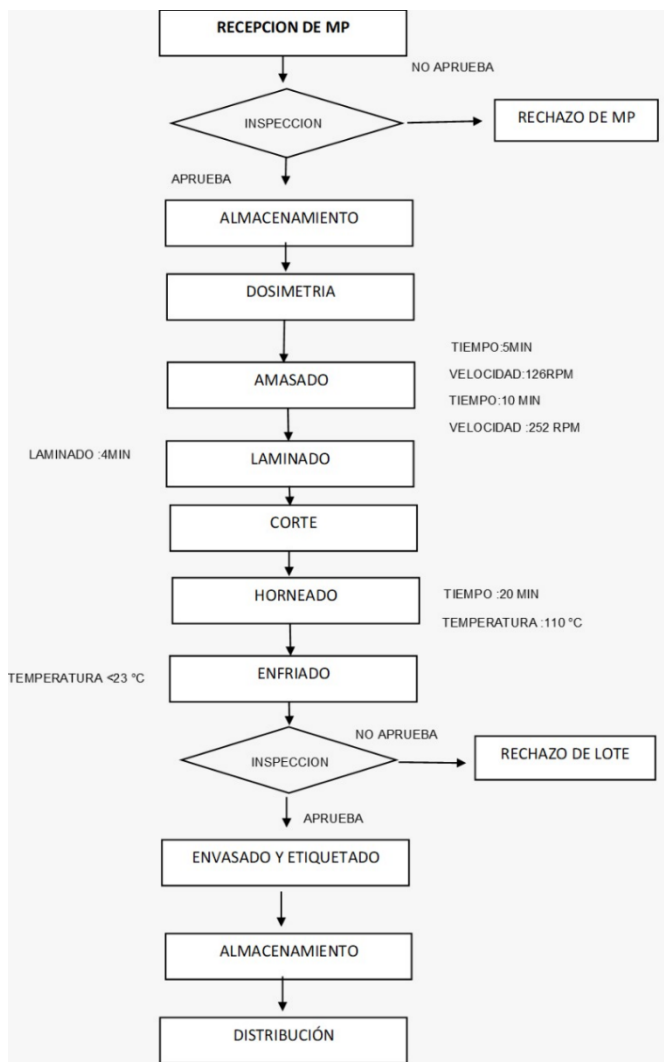 RECEPCION DE MP
NO APRUEBA
INSPECCION
RECHAZO DE MP
APRUEBA
ALMACENAMIENTO
DOSIMETRIA
TIEMPO:5MIN
VELOCIDAD:126RPM
AMASADO
TIEMPO:10 MIN
VELOCIDAD :252 RPM
LAMINADO :4MIN
LAMINADO
CORTE
HORNEADO
TIEMPO :20 MIN
TEMPERATURA :110 °C
TEMPERATURA <23 °C
ENFRIADO
NO APRUEBA
INSPECCION
RECHAZO DE LOTE
APRUEBA
ENVASADO Y ETIQUETADO
ALMACENAMIENTO
DISTRIBUCIÓN